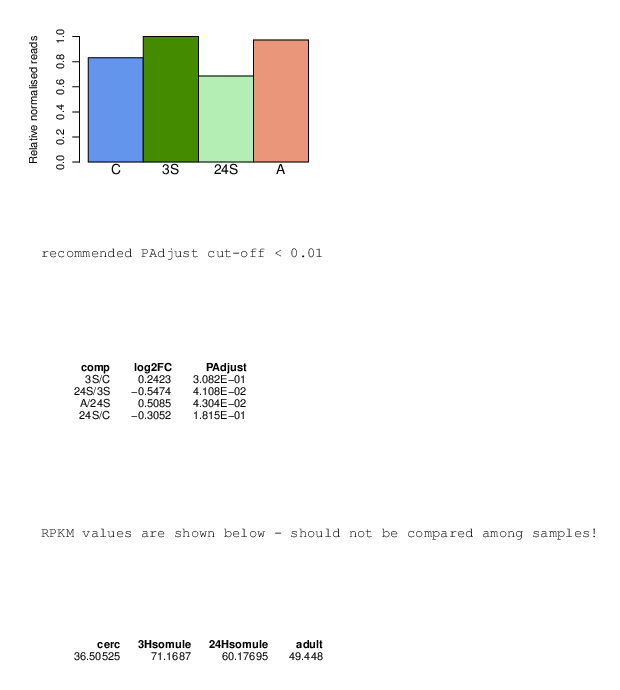 Relative normalised reads
1.0
0.8
0.6
0.4
0.2
0.0
C 3S 24S A
recommended PAdjust cut-off < 0.01
comp log2FC PAdjust
3S/C 0.2423 3.082E−01
24S/3S −0.5474 4.108E−02
A/24S 0.5085 4.304E−02
24S/C −0.3052 1.815E−01
RPKM values are shown below - should not be compared among samples!
cerc 3Hsomule 24Hsomule adult
36.50525 71.1687 60.17695 49.448